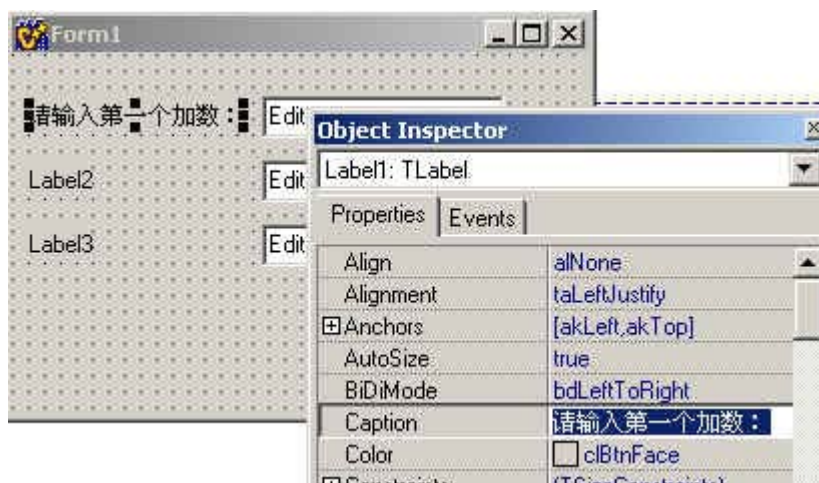 Form1
请输入第一个加数：
Edit
Label2
Edit
Label3
Edit
Object Inspector
Label1: TLabel
Properties Events
Align alNone
Alignment taLeftJustify
Anchors [akLeft,akTop]
AutoSize true
BiDiMode bdLeftToRight
Caption 请输入第一个加数：
Color clBtnFace